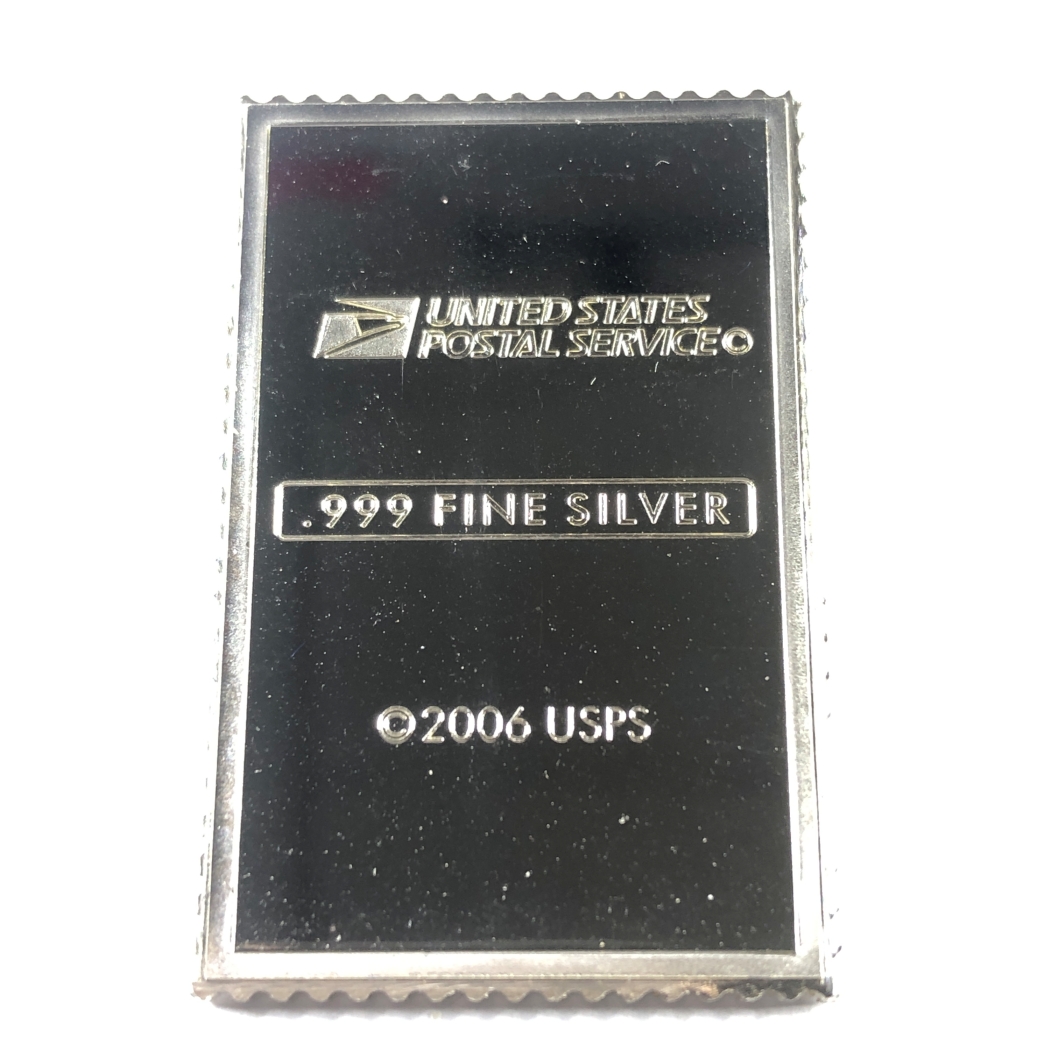 UNITED STATES
POSTAL SERVICE©
.999 FINE SILVER
©2006 USPS